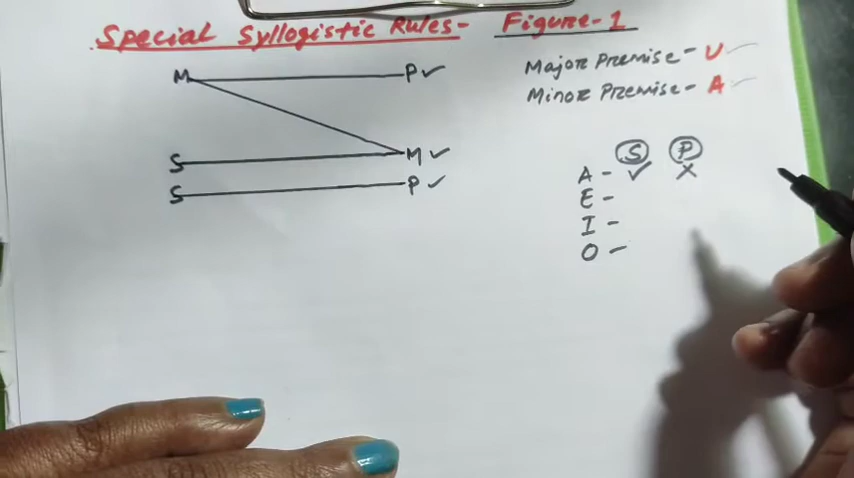 Special Syllogistic Rules- Figure-1
M P ✓
S M ✓
S P ✓
Major Premise - U
Minor Premise - A
S P
A - ✓ X
E -
I -
O -